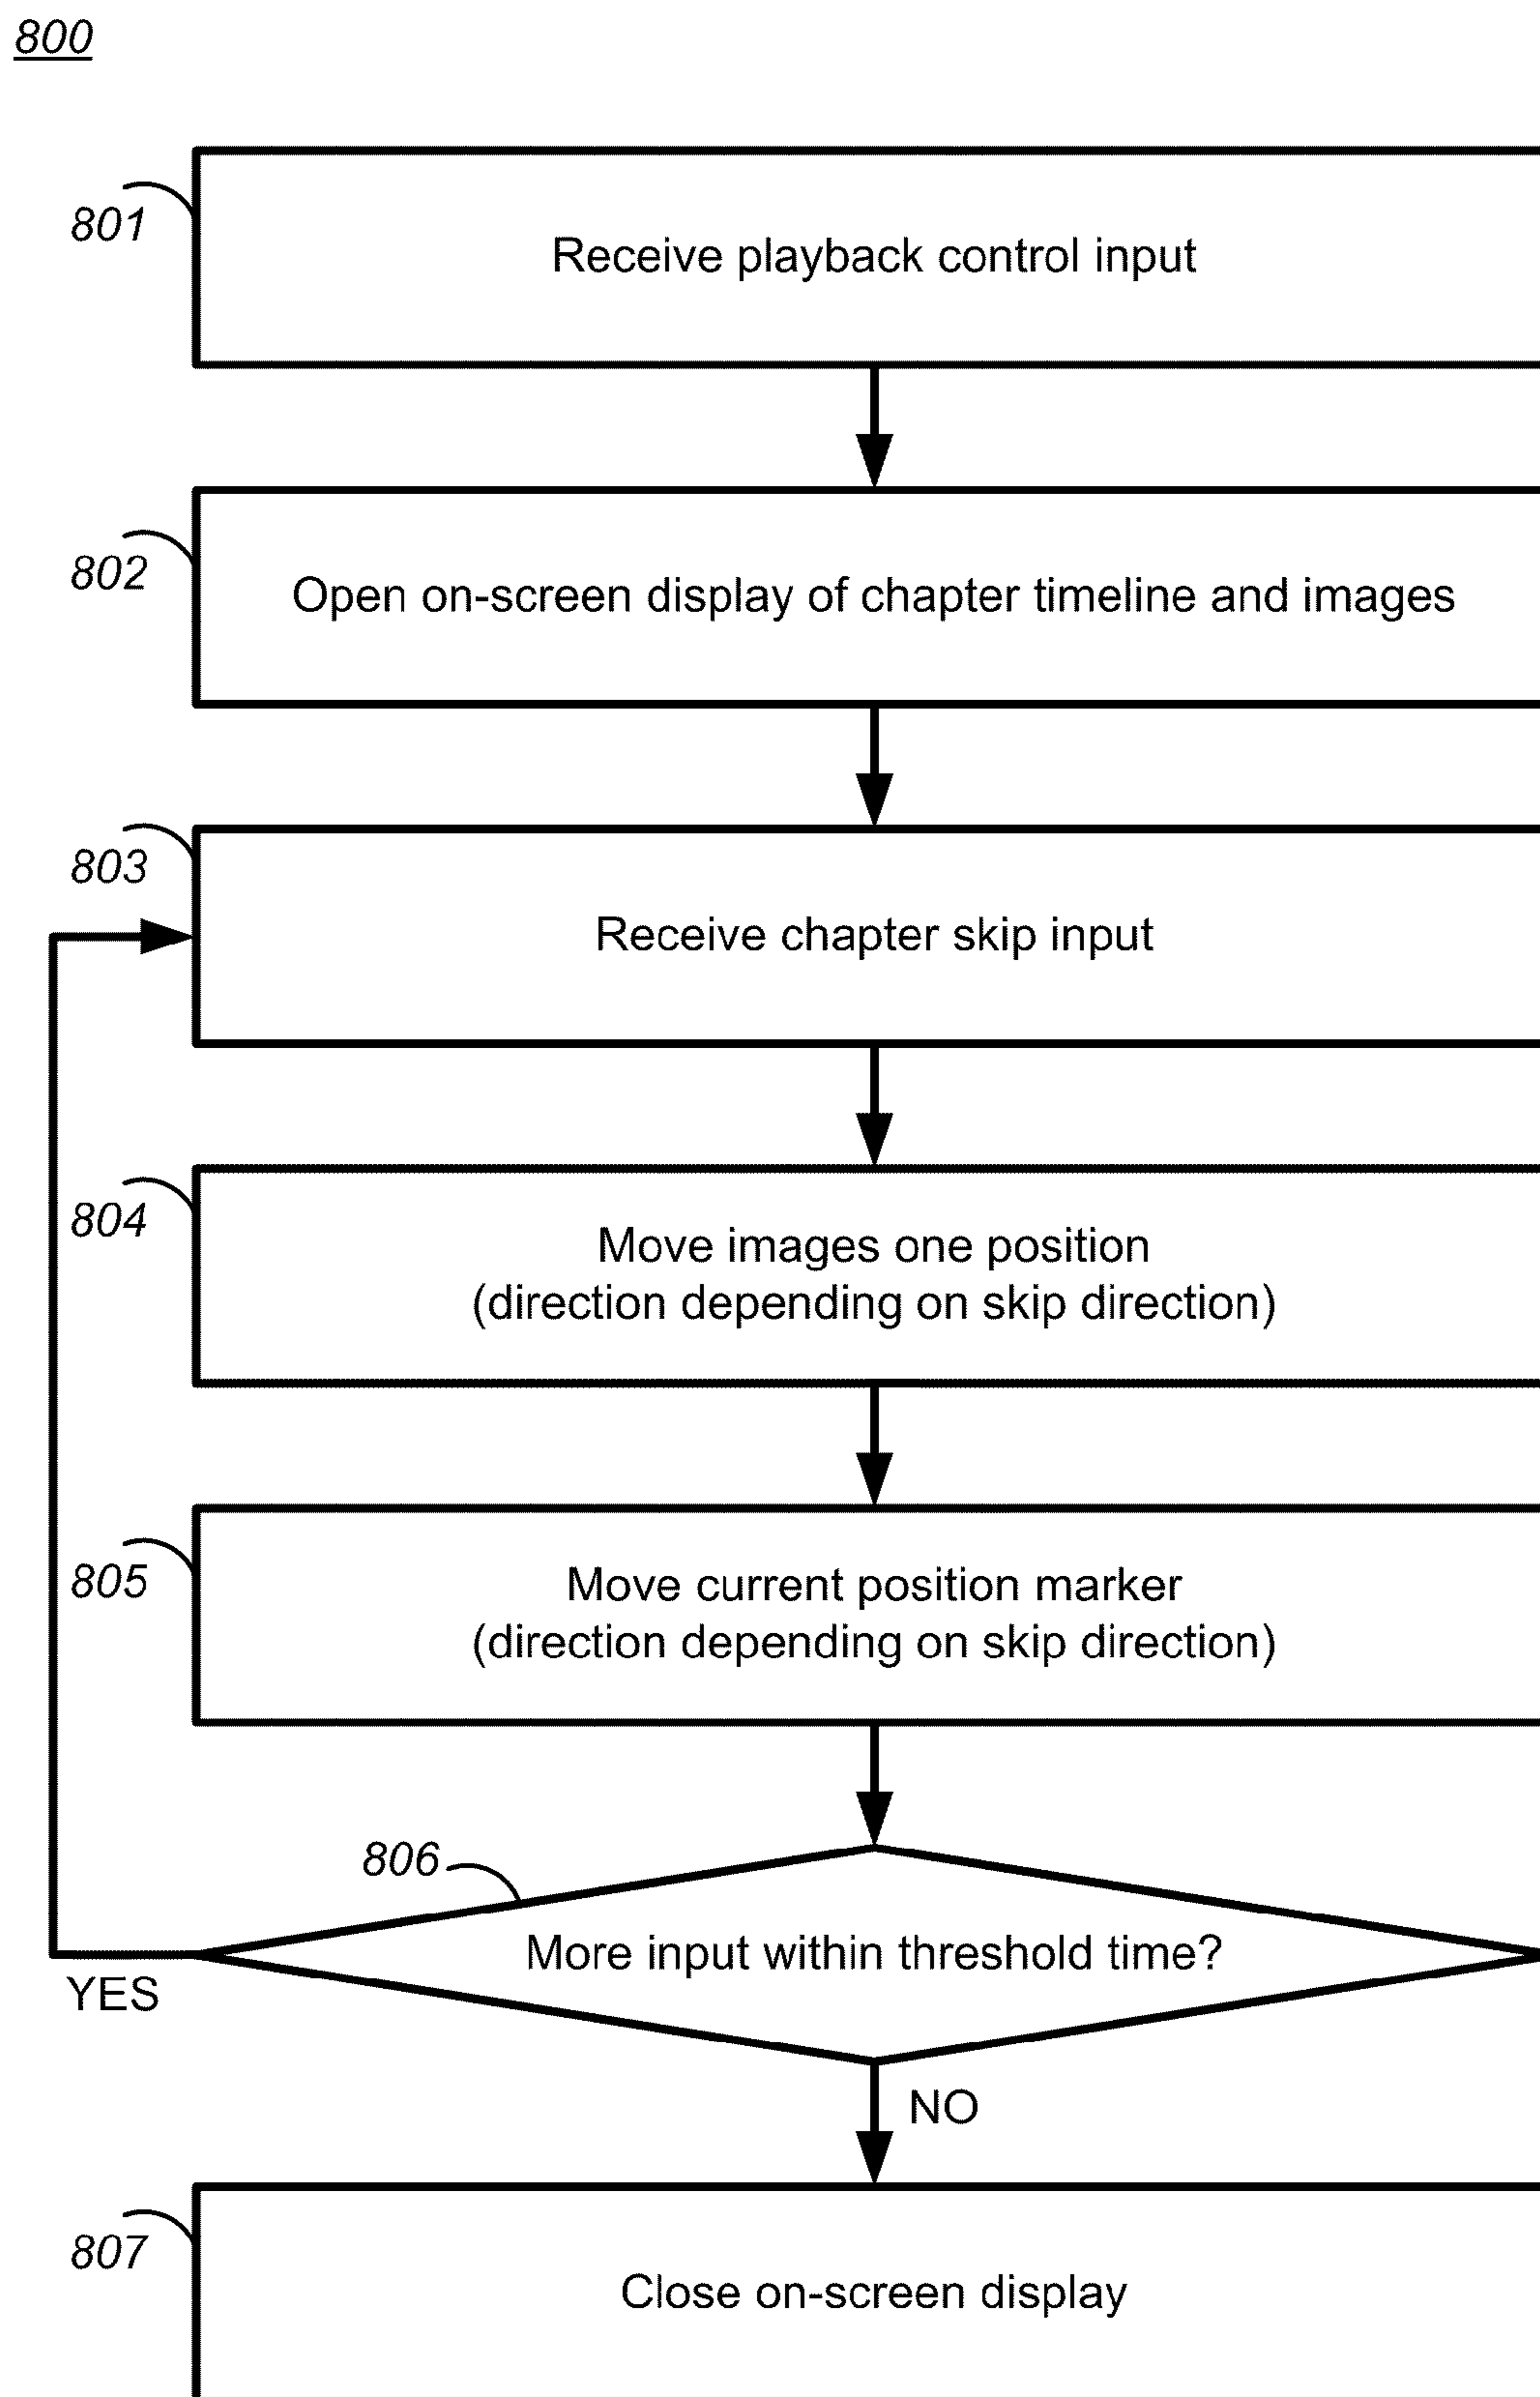 800
801
Receive playback control input
802
Open on-screen display of chapter timeline and images
803
Receive chapter skip input
804
Move images one position
(direction depending on skip direction)
805
Move current position marker
(direction depending on skip direction)
806
More input within threshold time?
YES
NO
807
Close on-screen display